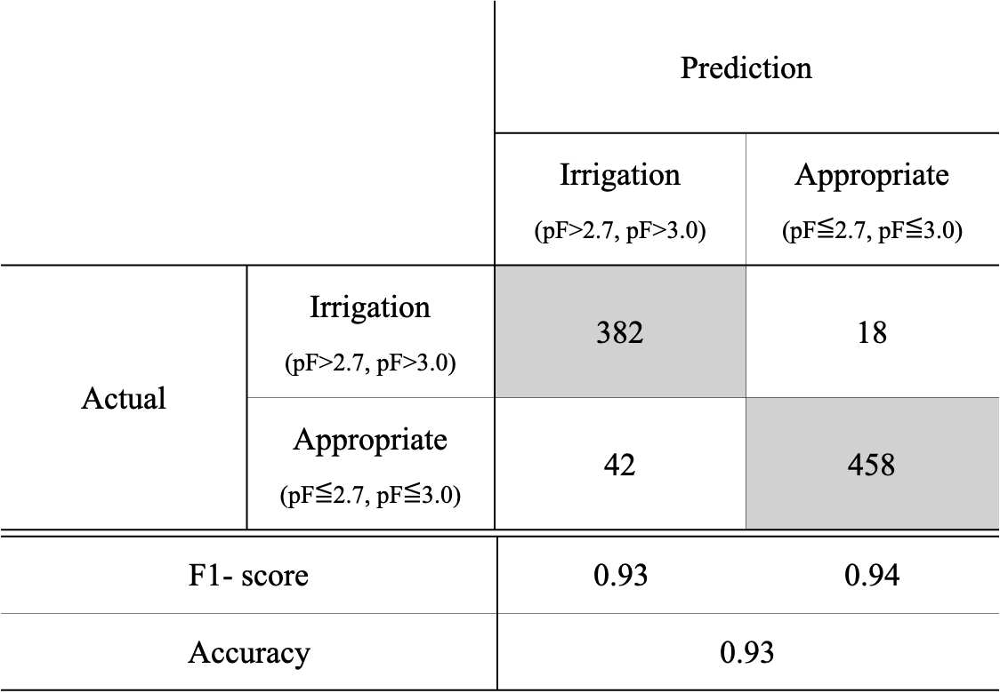 Prediction
Irrigation
(pF>2.7, pF>3.0)
Appropriate
(pF≦2.7, pF≦3.0)
Actual
Irrigation
(pF>2.7, pF>3.0)
382
18
Appropriate
(pF≦2.7, pF≦3.0)
42
458
F1- score
0.93
0.94
Accuracy
0.93